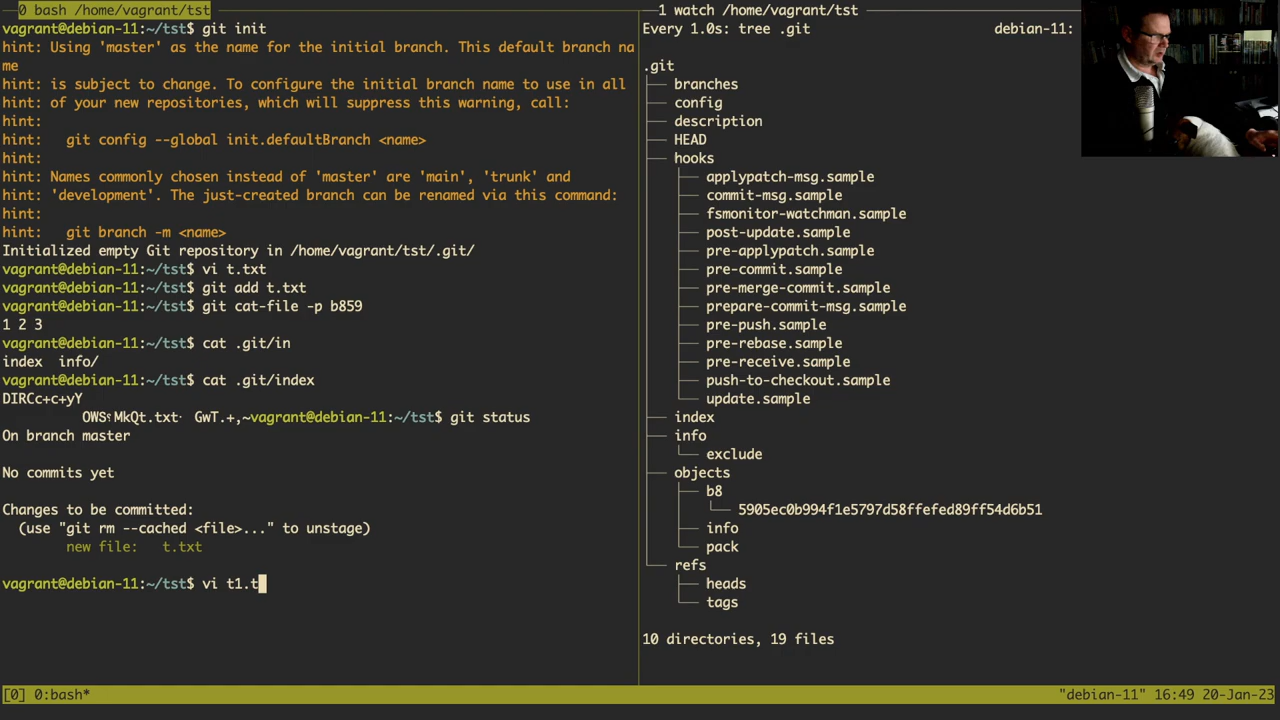 0 bash /home/vagrant/tst
vagrant@debian-11:~/tst$ git init
hint: Using 'master' as the name for the initial branch. This default branch na
me
hint: is subject to change. To configure the initial branch name to use in all
hint: of your new repositories, which will suppress this warning, call:
hint:
hint:   git config --global init.defaultBranch <name>
hint:
hint: Names commonly chosen instead of 'master' are 'main', 'trunk' and
hint: 'development'. The just-created branch can be renamed via this command:
hint:
hint:   git branch -m <name>
Initialized empty Git repository in /home/vagrant/tst/.git/
vagrant@debian-11:~/tst$ vi t.txt
vagrant@debian-11:~/tst$ git add t.txt
vagrant@debian-11:~/tst$ git cat-file -p b859
1 2 3
vagrant@debian-11:~/tst$ cat .git/in
index  info/
vagrant@debian-11:~/tst$ cat .git/index
DIRCc+c+yY
GwT.+,~vagrant@debian-11:~/tst$ git status
On branch master
No commits yet
Changes to be committed:
  (use "git rm --cached <file>..." to unstage)
        new file:   t.txt
vagrant@debian-11:~/tst$ vi t1.t
1 watch /home/vagrant/tst
Every 1.0s: tree .git debian-11:
.git
├── branches
├── config
├── description
├── HEAD
├── hooks
│   ├── applypatch-msg.sample
│   ├── commit-msg.sample
│   ├── fsmonitor-watchman.sample
│   ├── post-update.sample
│   ├── pre-applypatch.sample
│   ├── pre-commit.sample
│   ├── pre-merge-commit.sample
│   ├── prepare-commit-msg.sample
│   ├── pre-push.sample
│   ├── pre-rebase.sample
│   ├── pre-receive.sample
│   ├── push-to-checkout.sample
│   └── update.sample
├── index
├── info
│   └── exclude
├── objects
│   ├── b8
│   │   └── 5905ec0b994f1e5797d58ffefed89ff54d6b51
│   ├── info
│   └── pack
└── refs
    ├── heads
    └── tags
10 directories, 19 files
[0] 0:bash* "debian-11" 16:49 20-Jan-23